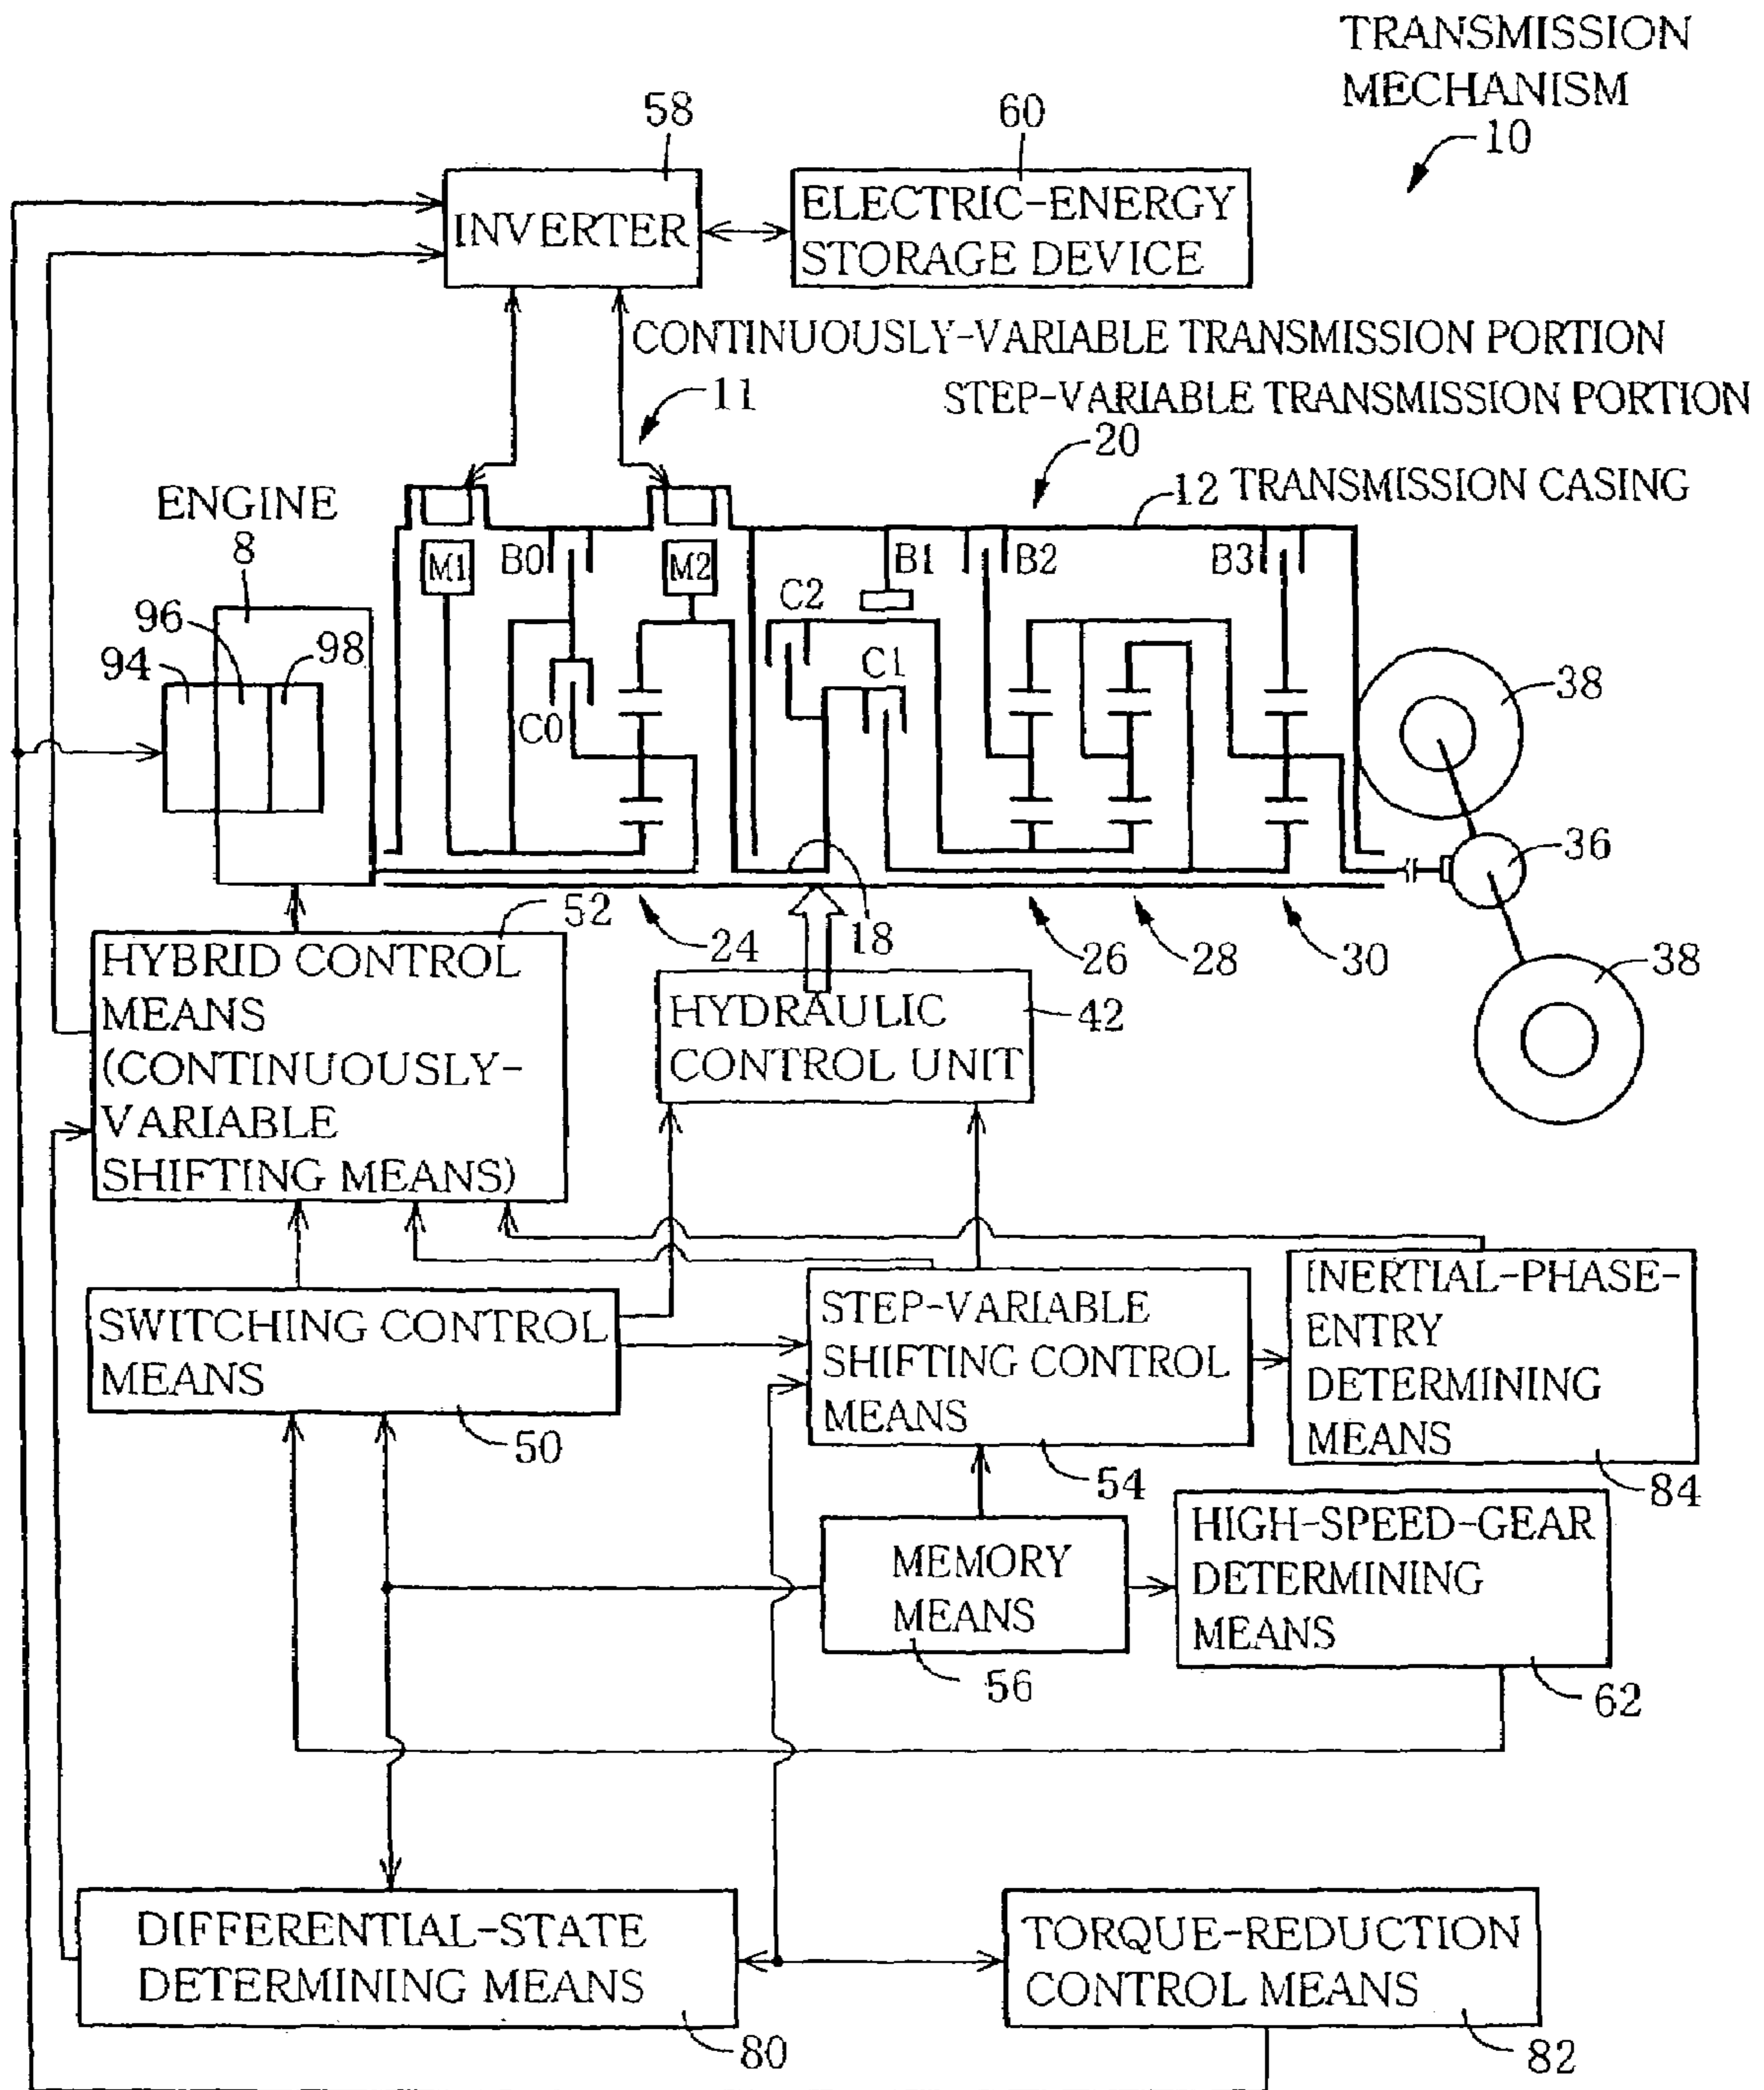 TRANSMISSION
MECHANISM
10
58
60
INVERTER
ELECTRIC-ENERGY
STORAGE DEVICE
CONTINUOUSLY-VARIABLE TRANSMISSION PORTION
11
STEP-VARIABLE TRANSMISSION PORTION
20
12 TRANSMISSION CASING
ENGINE
8
M1
B0
M2
B1
B2
B3
C2
C1
C0
96
94
98
38
36
52
24
18
26
28
30
38
HYBRID CONTROL
MEANS
(CONTINUOUSLY-
VARIABLE
SHIFTING MEANS)
HYDRAULIC
CONTROL UNIT
42
SWITCHING CONTROL
MEANS
50
STEP-VARIABLE
SHIFTING CONTROL
MEANS
54
INERTIAL-PHASE-
ENTRY
DETERMINING
MEANS
84
MEMORY
MEANS
56
HIGH-SPEED-GEAR
DETERMINING
MEANS
62
DIFFERENTIAL-STATE
DETERMINING MEANS
80
TORQUE-REDUCTION
CONTROL MEANS
82